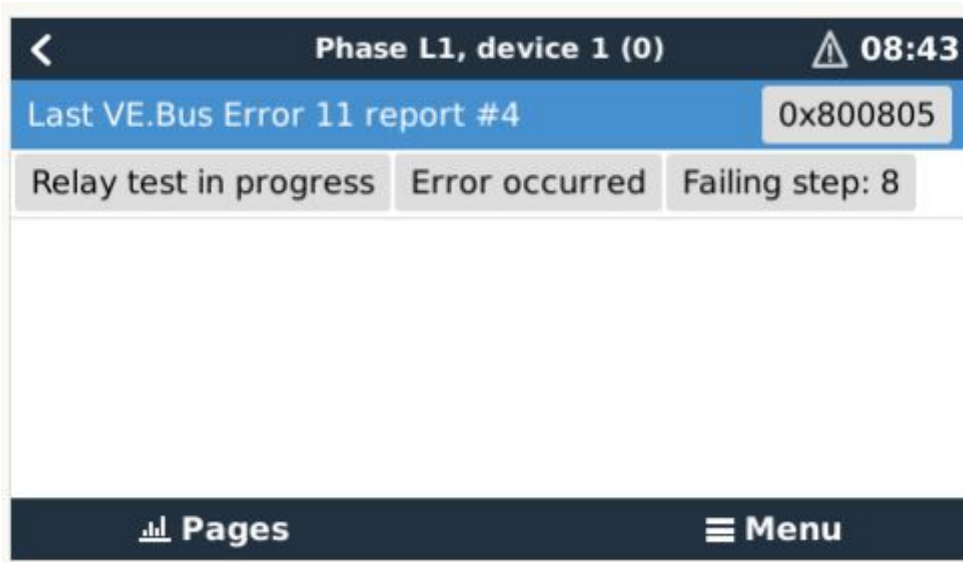 Phase L1, device 1 (0) 08:43
Last VE.Bus Error 11 report #4 0x800805
Relay test in progress Error occurred Failing step: 8
Pages Menu